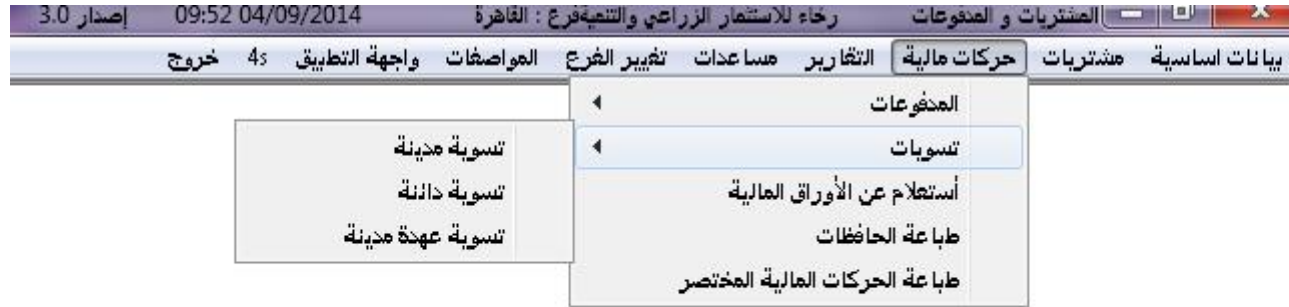 المشتريات و المدفوعات رخاء للاستثمار الزراعي والتنميةفرع : القاهرة 09:52 04/09/2014 إصدار 3.0
بيانات اساسية مشتريات حركات مالية التقارير مساعدات تغيير الفرع المواصفات واجهة التطبيق 4s خروج
المدفوعات
تسويات
أستعلام عن الأوراق المالية
طباعة الحافظات
طباعة الحركات المالية المختصر
تسوية مدينة
تسوية دائنة
تسوية عهدة مدينة